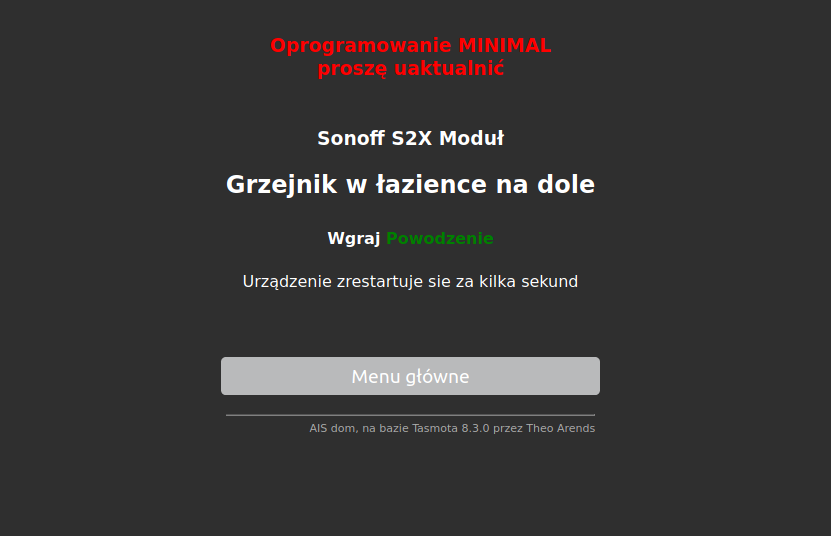 Oprogramowanie MINIMAL
proszę uaktualnić
Sonoff S2X Moduł
Grzejnik w łazience na dole
Wgraj Powodzenie
Urządzenie zrestartuje sie za kilka sekund
Menu główne
AIS dom, na bazie Tasmota 8.3.0 przez Theo Arends